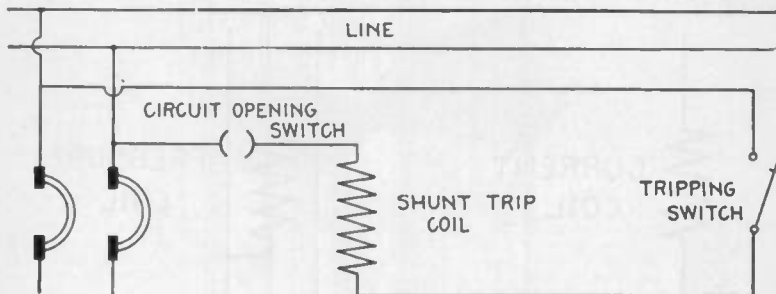 LINE
CIRCUIT OPENING
SWITCH
SHUNT TRIP
COIL
TRIPPING
SWITCH